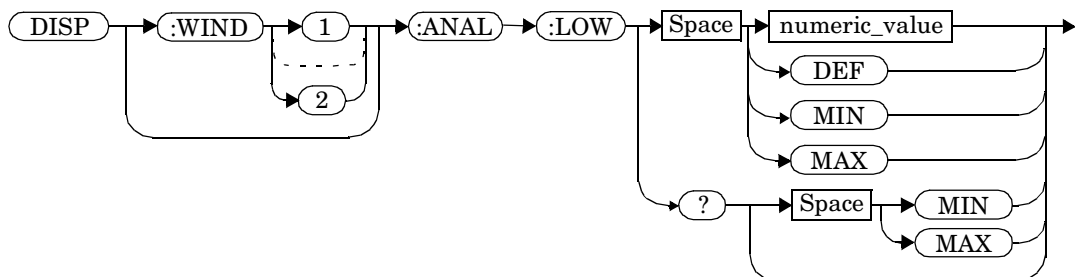 DISP :WIND 1 :ANAL :LOW Space numeric_value
DEF
2
MIN
MAX
? Space MIN
MAX